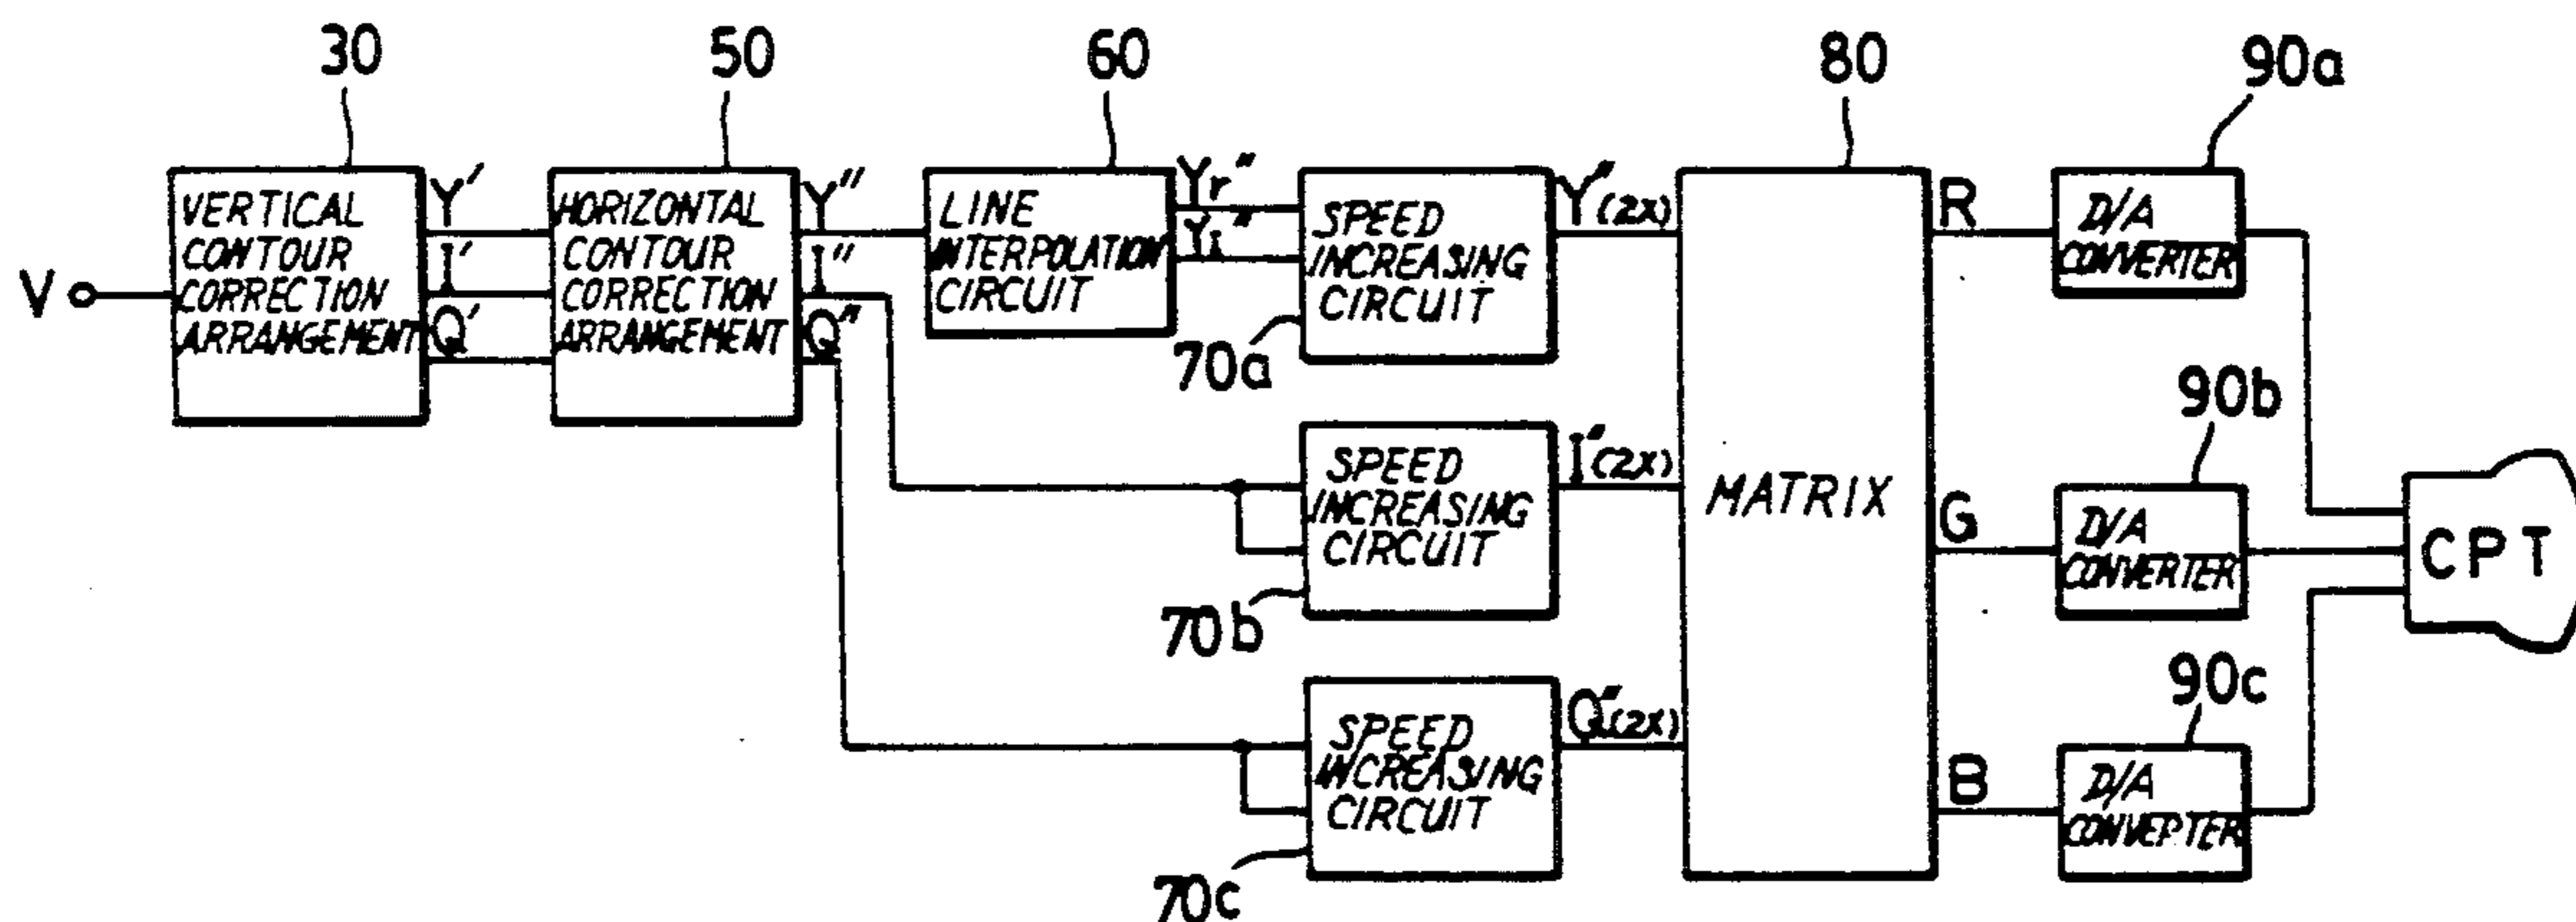 30
50
60
80
90a
V
VERTICAL
CONTOUR
CORRECTION
ARRANGEMENT
Y'
I'
Q'
HORIZONTAL
CONTOUR
CORRECTION
ARRANGEMENT
Y"
I"
Q"
LINE
INTERPOLATION
CIRCUIT
Yr"
Yi"
SPEED
INCREASING
CIRCUIT
70a
Y"(2X)
SPEED
INCREASING
CIRCUIT
70b
I"(2X)
SPEED
INCREASING
CIRCUIT
70c
Q"(2X)
MATRIX
R
G
B
D/A
CONVERTER
90b
D/A
CONVERTER
90c
D/A
CONVERTER
CPT